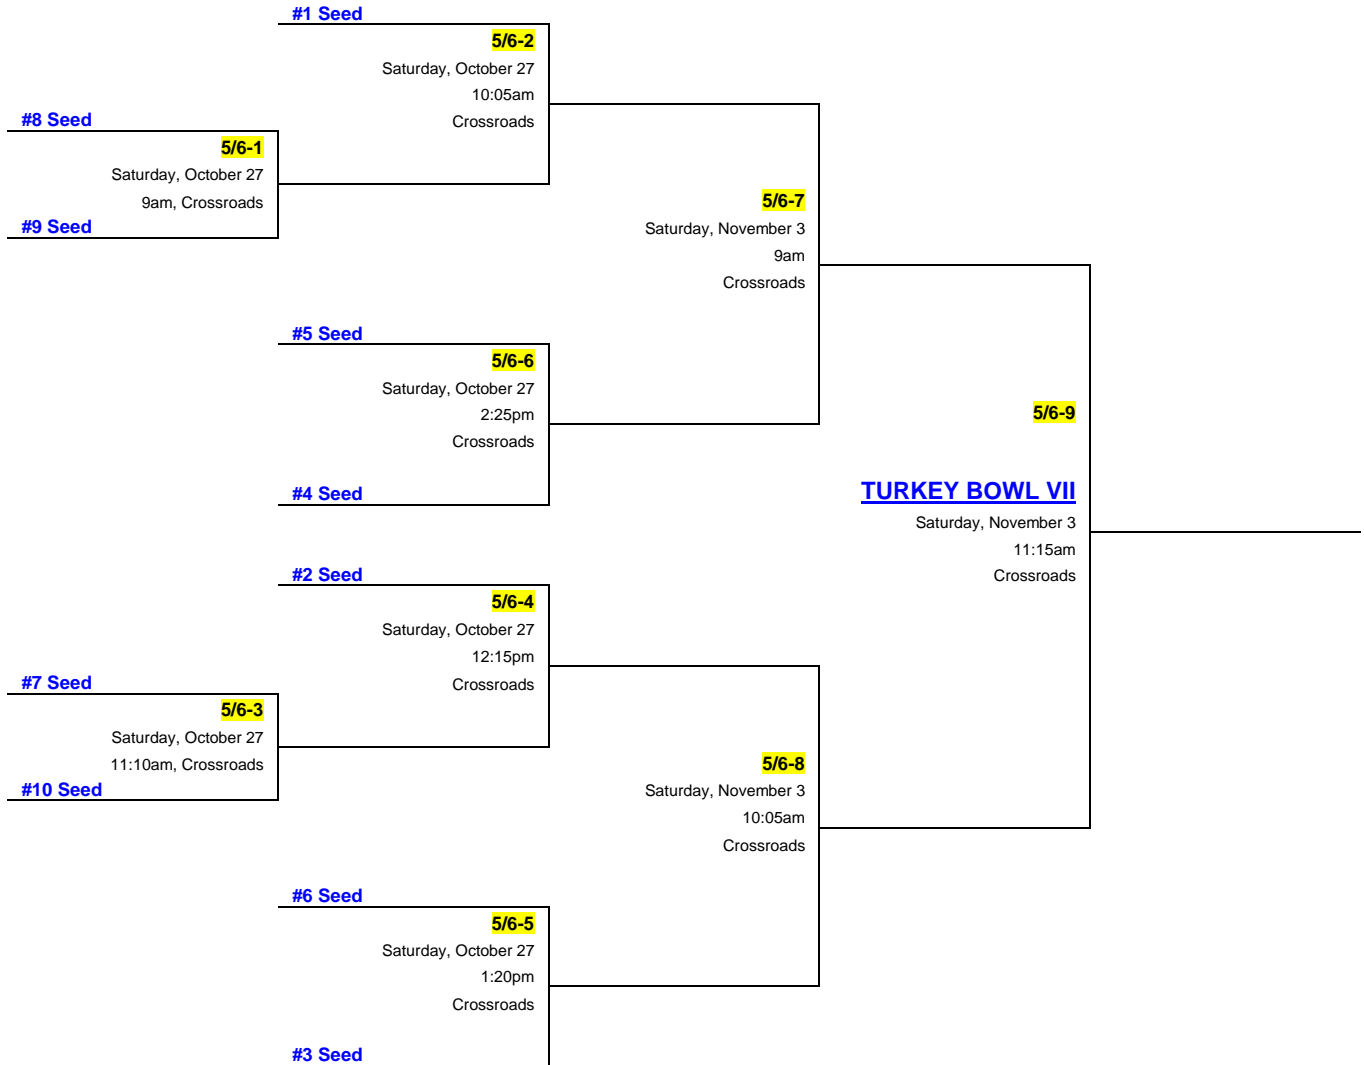 #1 Seed
5/6-2
Saturday, October 27
10:05am
Crossroads
#8 Seed
5/6-1
Saturday, October 27
9am, Crossroads
#9 Seed
5/6-7
Saturday, November 3
9am
Crossroads
#5 Seed
5/6-6
Saturday, October 27
2:25pm
Crossroads
#4 Seed
5/6-9
TURKEY BOWL VII
Saturday, November 3
11:15am
Crossroads
#2 Seed
5/6-4
Saturday, October 27
12:15pm
Crossroads
#7 Seed
5/6-3
Saturday, October 27
11:10am, Crossroads
#10 Seed
5/6-8
Saturday, November 3
10:05am
Crossroads
#6 Seed
5/6-5
Saturday, October 27
1:20pm
Crossroads
#3 Seed